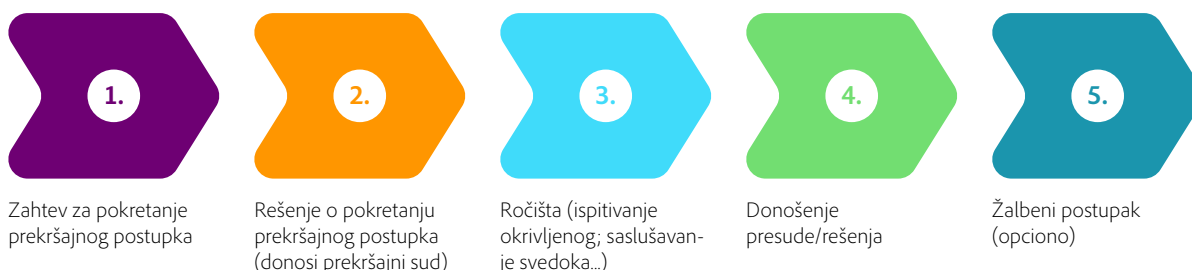 1.
Zahtev za pokretanje
prekršajnog postupka
2.
Rešenje o pokretanju
prekršajnog postupka
(donosi prekršajni sud)
3.
Ročišta (ispitivanje
okrivljenog; saslušavan-
je svedoka...)
4.
Donošenje
presude/rešenja
5.
Žalbeni postupak
(opciono)